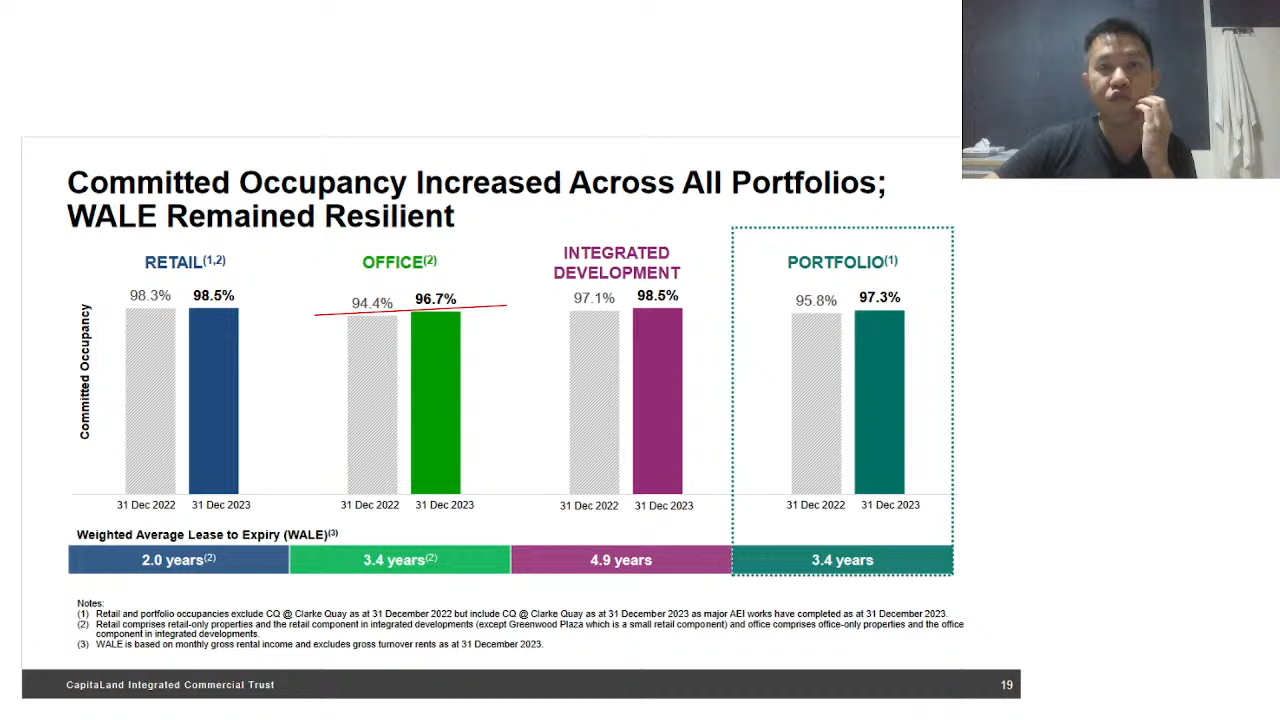 Committed Occupancy Increased Across All Portfolios;
WALE Remained Resilient
RETAIL(1,2)
OFFICE(2)
INTEGRATED
DEVELOPMENT
PORTFOLIO(1)
Committed Occupancy
98.3% 98.5%
94.4% 96.7%
97.1% 98.5%
95.8% 97.3%
31 Dec 2022 31 Dec 2023
31 Dec 2022 31 Dec 2023
31 Dec 2022 31 Dec 2023
31 Dec 2022 31 Dec 2023
Weighted Average Lease to Expiry (WALE)(3)
2.0 years(2)
3.4 years(2)
4.9 years
3.4 years
Notes:
(1) Retail and portfolio occupancies exclude CQ @ Clarke Quay as at 31 December 2022 but include CQ @ Clarke Quay as at 31 December 2023 as major AEI works have completed as at 31 December 2023.
(2) Retail comprises retail-only properties and the retail component in integrated developments (except Greenwood Plaza which is a small retail component) and office comprises office-only properties and the office
component in integrated developments.
(3) WALE is based on monthly gross rental income and excludes gross turnover rents as at 31 December 2023.
CapitaLand Integrated Commercial Trust
19